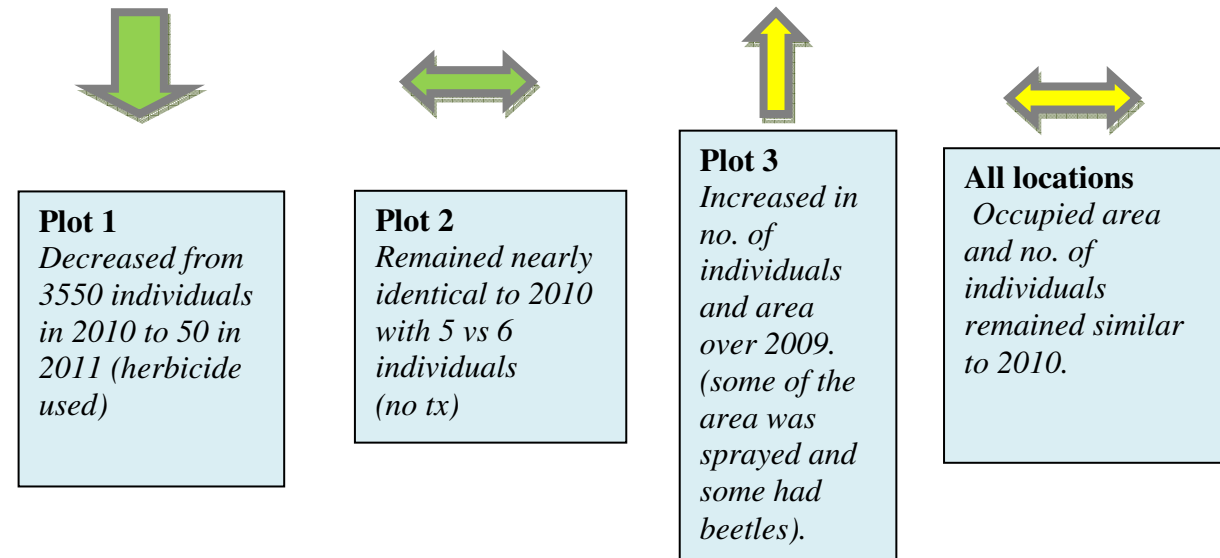 Plot 1
Decreased from
3550 individuals
in 2010 to 50 in
2011 (herbicide
used)
Plot 2
Remained nearly
identical to 2010
with 5 vs 6
individuals
(no tx)
Plot 3
Increased in
no. of
individuals
and area
over 2009.
(some of the
area was
sprayed and
some had
beetles).
All locations
Occupied area
and no. of
individuals
remained similar
to 2010.